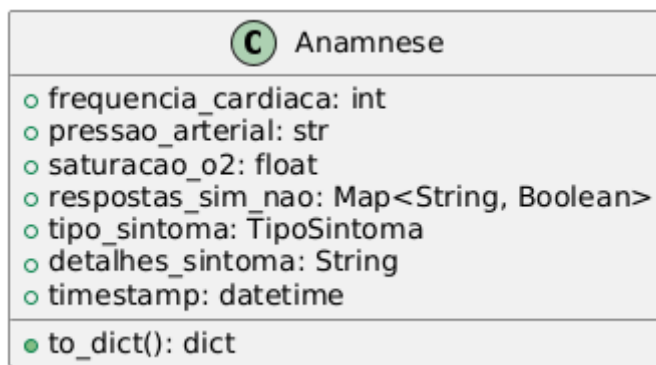 C Anamnese
frequencia_cardiaca: int
pressao_arterial: str
saturacao_o2: float
respostas_sim_nao: Map<String, Boolean>
tipo_sintoma: TipoSintoma
detalhes_sintoma: String
timestamp: datetime
to_dict(): dict